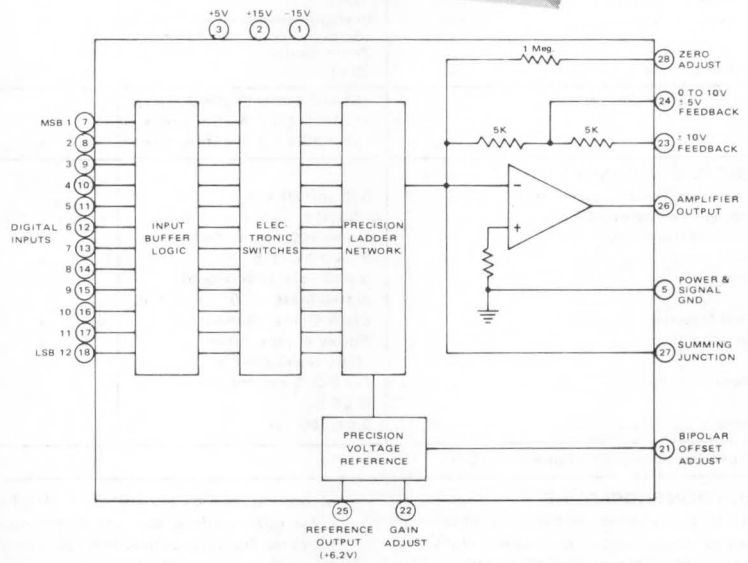 +5V +15V -15V
3 2 1
1 Meg.
28 ZERO
ADJUST
24 0 TO 10V
± 5V
FEEDBACK
5K 5K
23 ± 10V
FEEDBACK
MSB 1 7
2 8
3 9
4 10
5 11
6 12
7 13
8 14
9 15
10 16
11 17
LSB 12 18
DIGITAL
INPUTS
INPUT
BUFFER
LOGIC
ELEC-
TRONIC
SWITCHES
PRECISION
LADDER
NETWORK
-
+
26 AMPLIFIER
OUTPUT
5 POWER &
SIGNAL
GND
27 SUMMING
JUNCTION
PRECISION
VOLTAGE
REFERENCE
21 BIPOLAR
OFFSET
ADJUST
25 22
REFERENCE
OUTPUT
(+6.2V)
GAIN
ADJUST